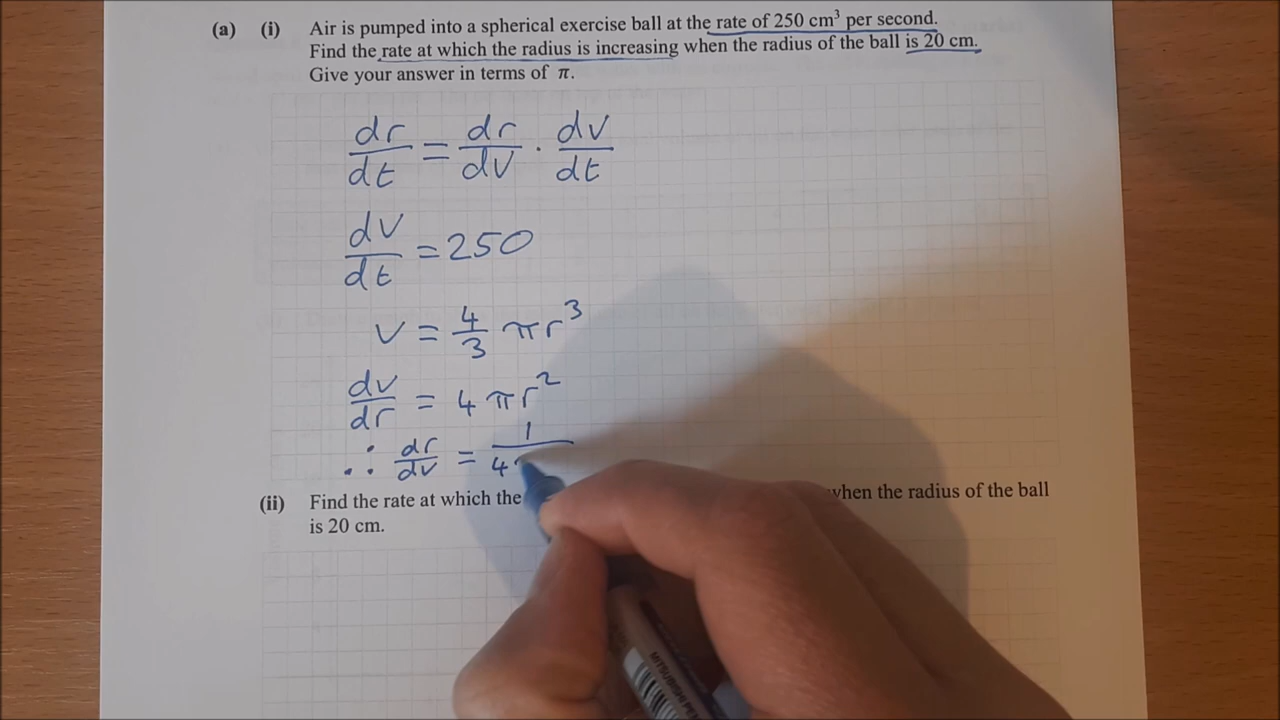 (a) (i) Air is pumped into a spherical exercise ball at the rate of 250 cm³ per second.
Find the rate at which the radius is increasing when the radius of the ball is 20 cm.
Give your answer in terms of π.
dr/dt = dr/dv · dv/dt
dv/dt = 250
v = 4/3 πr³
dv/dr = 4πr²
∴ dr/dv = 1/4
(ii) Find the rate at which the when the radius of the ball
is 20 cm.
MITSUBISHI